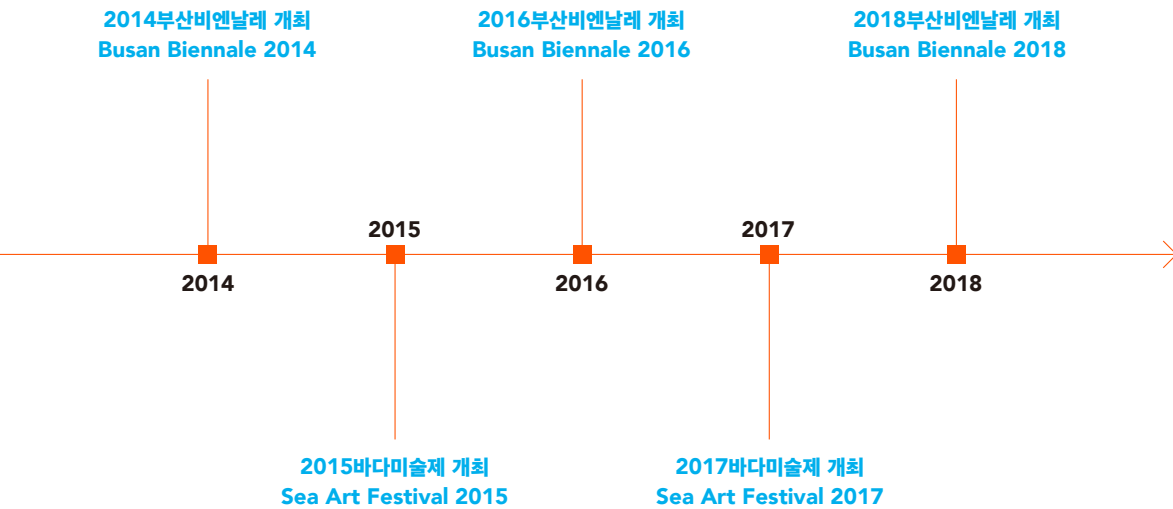 2014부산비엔날레 개최
Busan Biennale 2014
2016부산비엔날레 개최
Busan Biennale 2016
2018부산비엔날레 개최
Busan Biennale 2018
2015
2017
2014
2016
2018
2015바다미술제 개최
Sea Art Festival 2015
2017바다미술제 개최
Sea Art Festival 2017